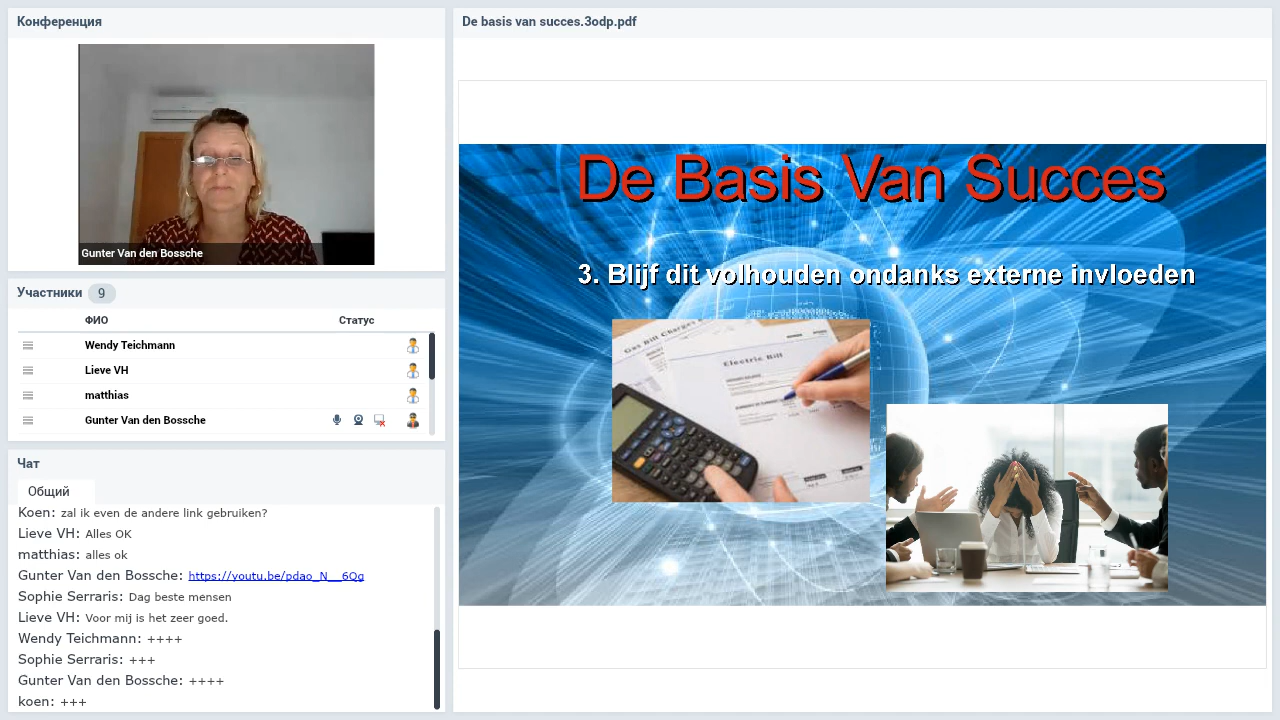 Конференция
Gunter Van den Bossche
Участники 9
ФИО Статус
Wendy Teichmann
Lieve VH
matthias
Gunter Van den Bossche
Чат
Общий
Koen: zal ik even de andere link gebruiken?
Lieve VH: Alles OK
matthias: alles ok
Gunter Van den Bossche: https://youtu.be/pdao_N__6Qg
Sophie Serraris: Dag beste mensen
Lieve VH: Voor mij is het zeer goed.
Wendy Teichmann: ++++
Sophie Serraris: +++
Gunter Van den Bossche: ++++
koen: +++
De basis van succes.3odp.pdf
De Basis Van Succes
3. Blijf dit volhouden ondanks externe invloeden
Gas Bill Charges
Electric Bill